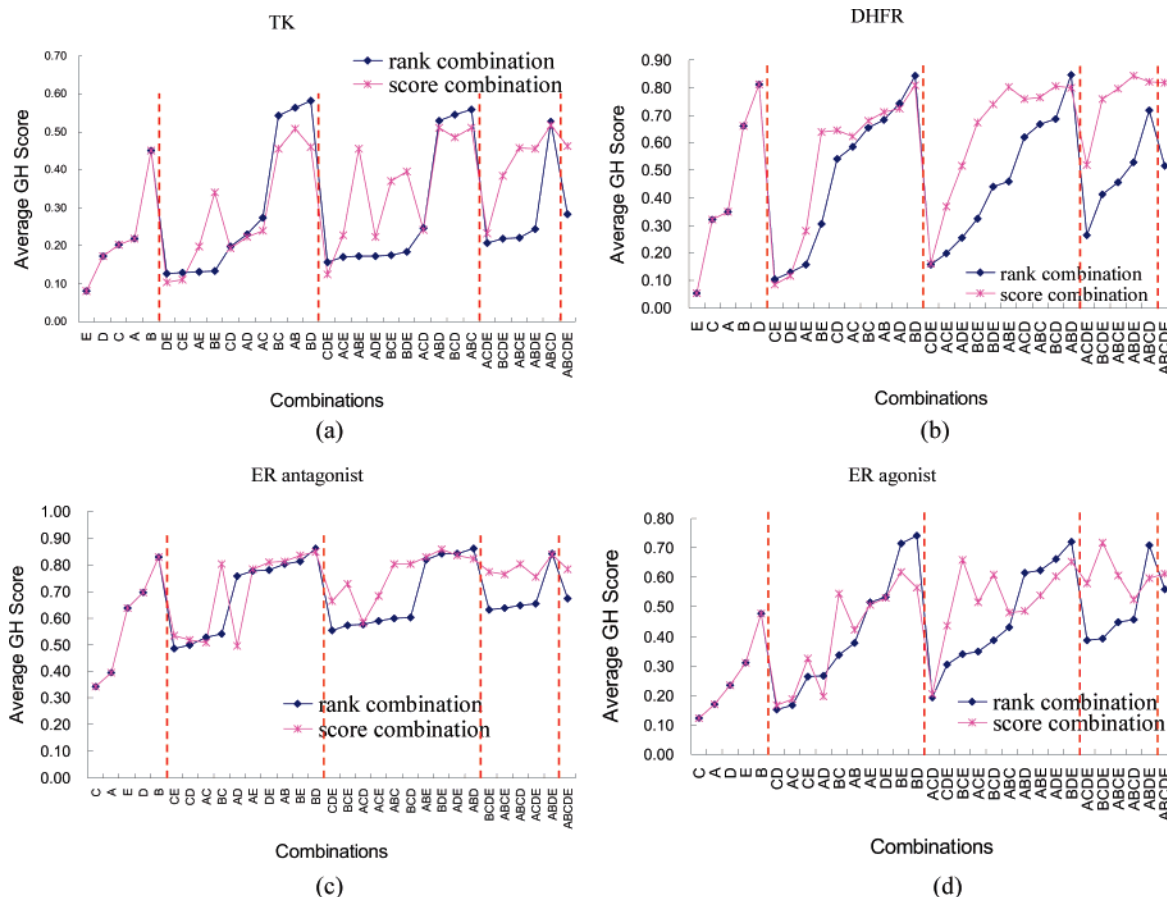 TK
Average GH Score
0.70
0.60
0.50
0.40
0.30
0.20
0.10
0.00
rank combination
score combination
E D C A B DE CE AE BE CD AD AC BC AB BD CDE ACE ABE ADE BCE BDE ACD ABD BCD ABC ACDE BCDE ABCE ABDE ABCD ABCDE
Combinations
(a)
DHFR
Average GH Score
0.90
0.80
0.70
0.60
0.50
0.40
0.30
0.20
0.10
0.00
rank combination
score combination
E C A B D CE DE AE BE CD AC BC AB AD BD CDE ACE ADE BCE BDE ABE ACD ABC BCD ABD ACDE BCDE ABCE ABDE ABCD ABCDE
Combinations
(b)
ER antagonist
Average GH Score
1.00
0.90
0.80
0.70
0.60
0.50
0.40
0.30
0.20
0.10
0.00
rank combination
score combination
C A E D B CE CD AC BC AD AE DE AB BE BD CDE BCE ACD ACE ABC BCD ABE BDE ADE ABD BCDE ABCE ABCD ACDE ABDE ABCDE
Combinations
(c)
ER agonist
Average GH Score
0.80
0.70
0.60
0.50
0.40
0.30
0.20
0.10
0.00
rank combination
score combination
C A D E B CD AC CE AD BC AB AE DE BE BD ACD CDE BCE ACE BCD ABC ABD ABE ADE BDE ACDE BCDE ABCE ABCD ABDE ABCDE
Combinations
(d)